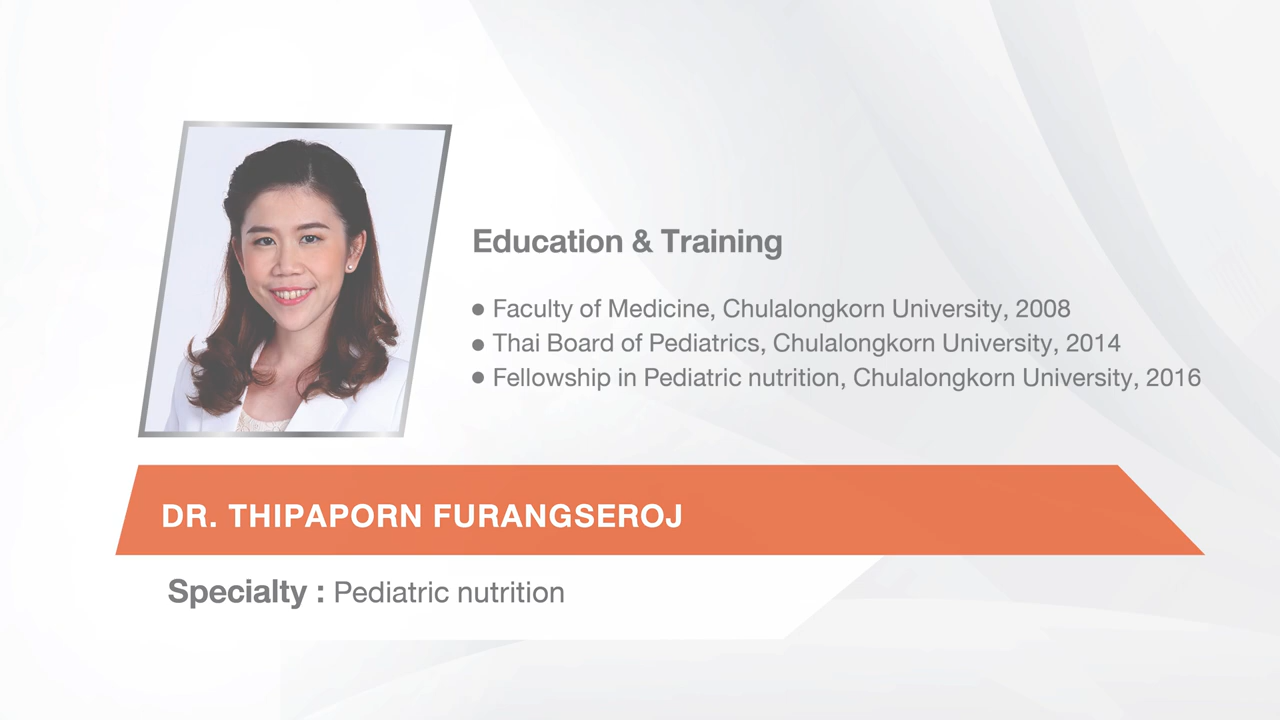 Education & Training
● Faculty of Medicine, Chulalongkorn University, 2008
● Thai Board of Pediatrics, Chulalongkorn University, 2014
● Fellowship in Pediatric nutrition, Chulalongkorn University, 2016
DR. THIPAPORN FURANGSEROJ
Specialty : Pediatric nutrition